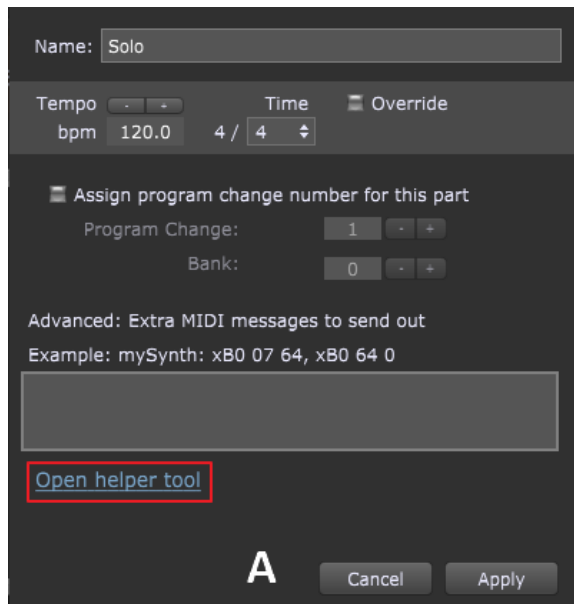 Name: Solo
Tempo - + Time Override
bpm 120.0 4 / 4
Assign program change number for this part
Program Change: 1 - +
Bank: 0 - +
Advanced: Extra MIDI messages to send out
Example: mySynth: xB0 07 64, xB0 64 0
Open helper tool
A
Cancel Apply